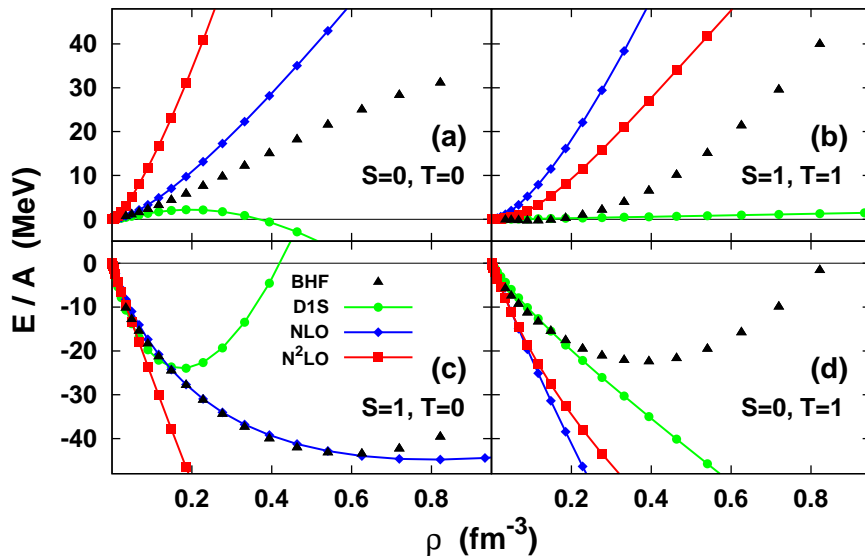 40
30
20
10
0
(a)
S=0, T=0
(b)
S=1, T=1
E / A (MeV)
0
-10
-20
-30
-40
BHF
D1S
NLO
N²LO
(c)
S=1, T=0
(d)
S=0, T=1
0.2 0.4 0.6 0.8 0.2 0.4 0.6 0.8
ρ (fm⁻³)